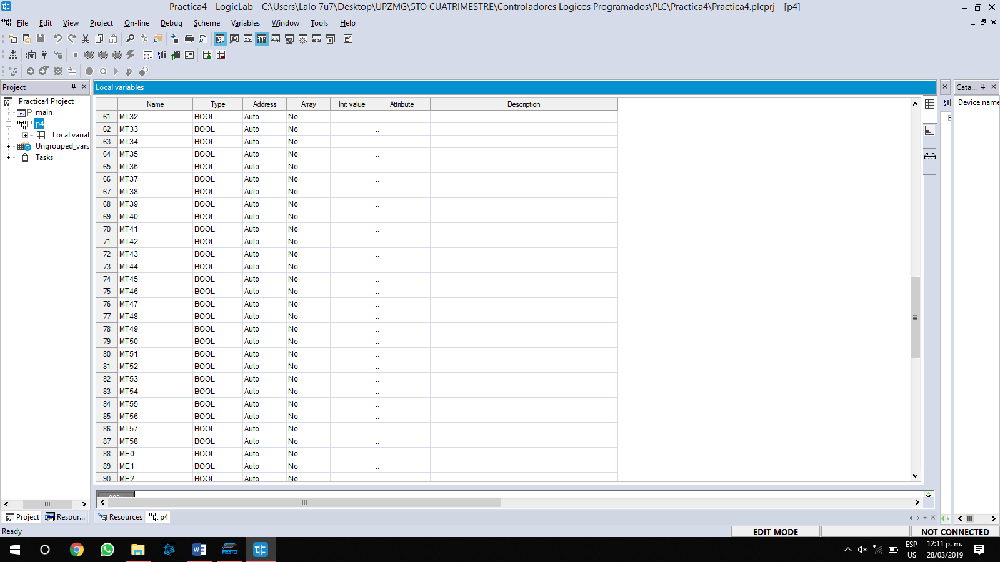 Practica4 - LogicLab - C:\Users\Lalo 7u7\Desktop\UPZMG\5TO CUATRIMESTRE\Controladores Logicos Programados\PLC\Practica4\Practica4.plcprj - [p4]
File Edit View Project On-line Debug Scheme Variables Window Tools Help
Project
Local variables
Cata...
Practica4 Project
main
p4
Local variab
Ungrouped_vars
Tasks
Device name
Name Type Address Array Init value Attribute Description
61 MT32 BOOL Auto No ..
62 MT33 BOOL Auto No ..
63 MT34 BOOL Auto No ..
64 MT35 BOOL Auto No ..
65 MT36 BOOL Auto No ..
66 MT37 BOOL Auto No ..
67 MT38 BOOL Auto No ..
68 MT39 BOOL Auto No ..
69 MT40 BOOL Auto No ..
70 MT41 BOOL Auto No ..
71 MT42 BOOL Auto No ..
72 MT43 BOOL Auto No ..
73 MT44 BOOL Auto No ..
74 MT45 BOOL Auto No ..
75 MT46 BOOL Auto No ..
76 MT47 BOOL Auto No ..
77 MT48 BOOL Auto No ..
78 MT49 BOOL Auto No ..
79 MT50 BOOL Auto No ..
80 MT51 BOOL Auto No ..
81 MT52 BOOL Auto No ..
82 MT53 BOOL Auto No ..
83 MT54 BOOL Auto No ..
84 MT55 BOOL Auto No ..
85 MT56 BOOL Auto No ..
86 MT57 BOOL Auto No ..
87 MT58 BOOL Auto No ..
88 ME0 BOOL Auto No ..
89 ME1 BOOL Auto No ..
90 ME2 BOOL Auto No ..
Project Resour...
Resources p4
Ready
EDIT MODE ---- NOT CONNECTED
FESTO
ESP
US
12:11 p. m.
28/03/2019